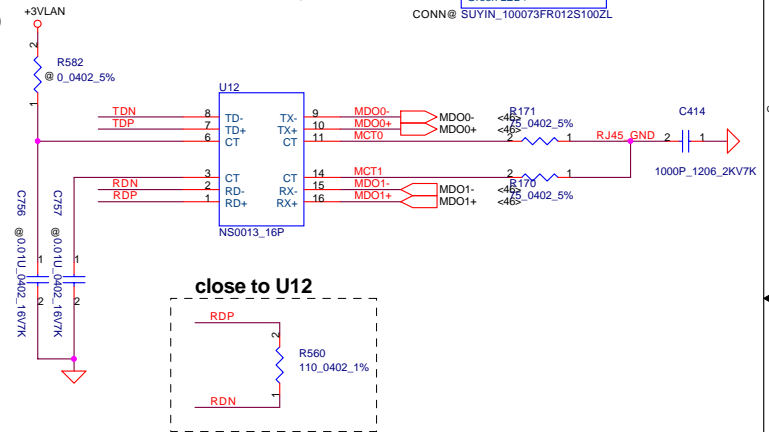 CONN@ SUYIN_100073FR012S100ZL
+3VLAN
2
R582
@ 0_0402_5%
1
U12
TDN 8 TD- TX- 9 MDO0- MDO0- <46>
TDP 7 TD+ TX+ 10 MDO0+ MDO0+ <46>
6 CT CT 11 MCT0 2 R171 1 RJ45_GND 2 C414 1
75_0402_5%
1000P_1206_2KV7K
3 CT CT 14 MCT1 2 R170 1
RDN 2 RD- RX- 15 MDO1- MDO1- <46>
75_0402_5%
RDP 1 RD+ RX+ 16 MDO1+ MDO1+ <46>
NS0013_16P
C756
@0.01U_0402_16V7K
1
2
C757
@0.01U_0402_16V7K
1
2
close to U12
RDP
2
R560
110_0402_1%
1
RDN